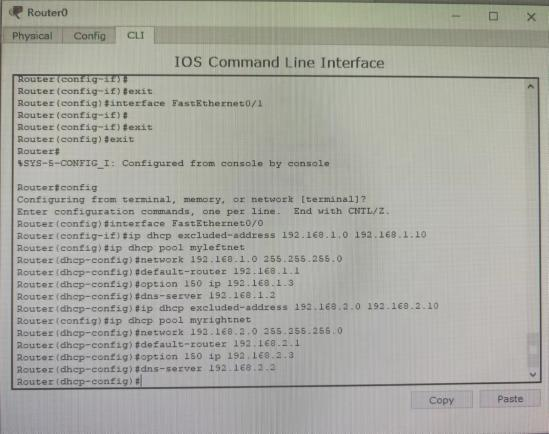 Router0
Physical Config CLI
IOS Command Line Interface
Router(config-if)#
Router(config-if)#exit
Router(config)#interface FastEthernet0/1
Router(config-if)#
Router(config-if)#exit
Router(config)#exit
Router#
%SYS-5-CONFIG_I: Configured from console by console
Router#config
Configuring from terminal, memory, or network [terminal]?
Enter configuration commands, one per line. End with CNTL/Z.
Router(config)#interface FastEthernet0/0
Router(config-if)#ip dhcp excluded-address 192.168.1.0 192.168.1.10
Router(config)#ip dhcp pool myleftnet
Router(dhcp-config)#network 192.168.1.0 255.255.255.0
Router(dhcp-config)#default-router 192.168.1.1
Router(dhcp-config)#option 150 ip 192.168.1.3
Router(dhcp-config)#dns-server 192.168.1.2
Router(dhcp-config)#ip dhcp excluded-address 192.168.2.0 192.168.2.10
Router(config)#ip dhcp pool myrightnet
Router(dhcp-config)#network 192.168.2.0 255.255.255.0
Router(dhcp-config)#default-router 192.168.2.1
Router(dhcp-config)#option 150 ip 192.168.2.3
Router(dhcp-config)#dns-server 192.168.2.2
Router(dhcp-config)#
Copy Paste